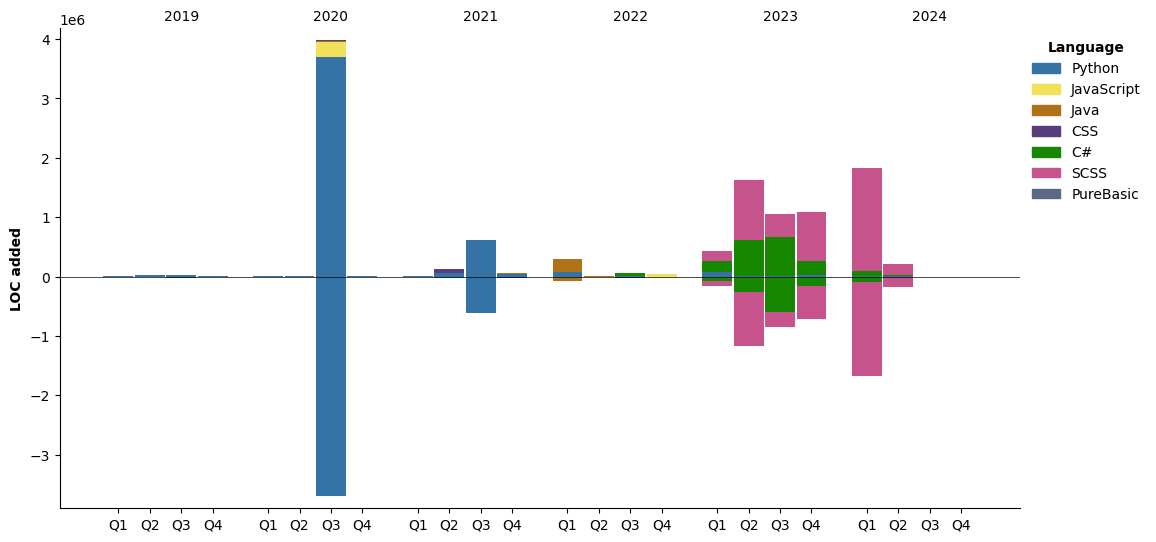 1e6
2019 2020 2021 2022 2023 2024
4
3
2
1
0
−1
−2
−3
LOC added
Q1 Q2 Q3 Q4 Q1 Q2 Q3 Q4 Q1 Q2 Q3 Q4 Q1 Q2 Q3 Q4 Q1 Q2 Q3 Q4 Q1 Q2 Q3 Q4
Language
Python
JavaScript
Java
CSS
C#
SCSS
PureBasic